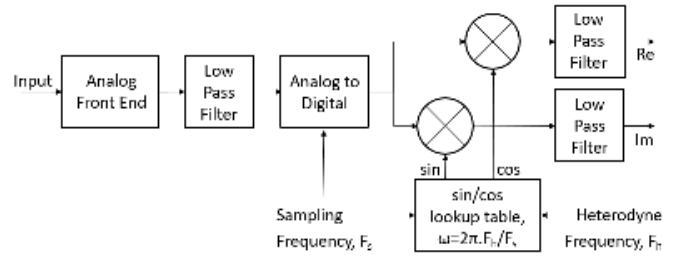 Input
Analog
Front End
Low
Pass
Filter
Analog to
Digital
Low
Pass
Filter
Re
Low
Pass
Filter
Im
sin
cos
sin/cos
lookup table,
ω=2π.Fₕ/Fₛ
Sampling
Frequency, Fₛ
Heterodyne
Frequency, Fₕ